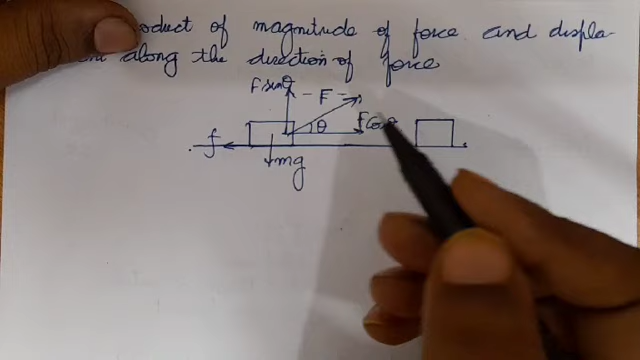 oduct of magnitude of force and displa-
along the direction of force
F sinθ
F
θ
F cosθ
f
mg